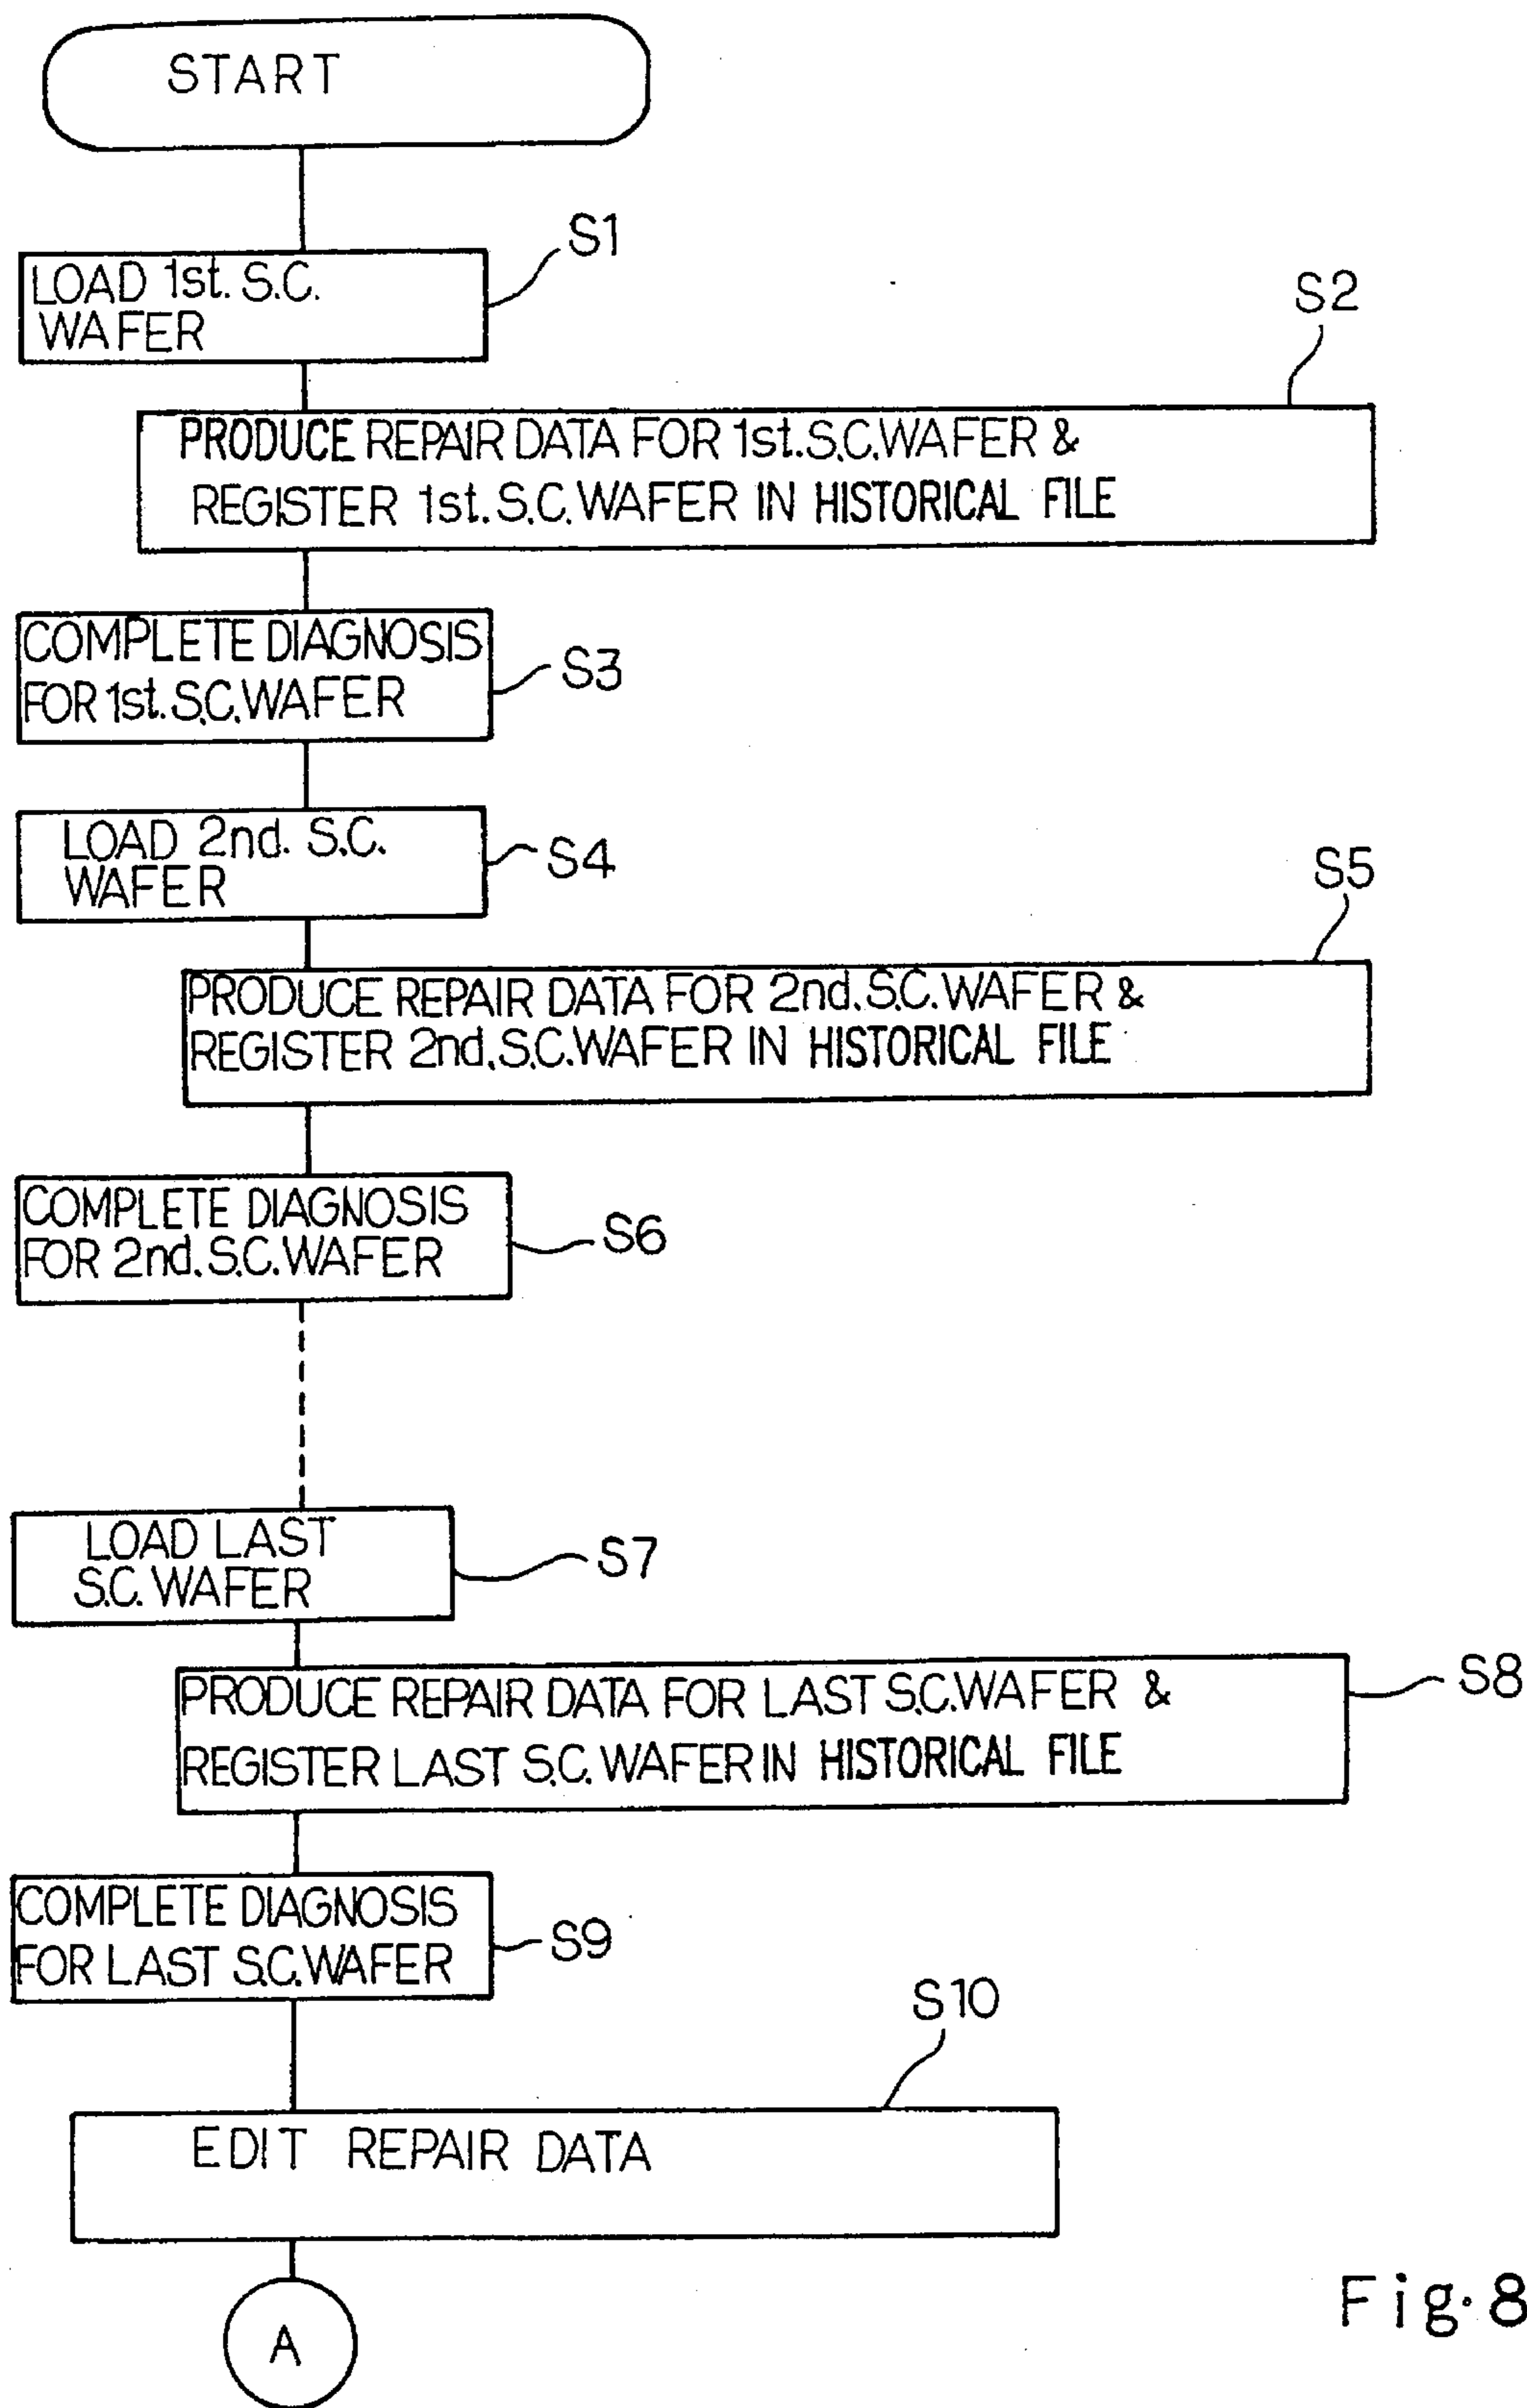 START
S1
LOAD 1st. S.C.
WAFER
S2
PRODUCE REPAIR DATA FOR 1st.S.C.WAFER &
REGISTER 1st.S.C.WAFER IN HISTORICAL FILE
COMPLETE DIAGNOSIS
FOR 1st.S.C.WAFER
S3
LOAD 2nd. S.C.
WAFER
S4
S5
PRODUCE REPAIR DATA FOR 2nd.S.C.WAFER &
REGISTER 2nd.S.C.WAFER IN HISTORICAL FILE
COMPLETE DIAGNOSIS
FOR 2nd.S.C.WAFER
S6
LOAD LAST
S.C.WAFER
S7
PRODUCE REPAIR DATA FOR LAST S.C.WAFER &
REGISTER LAST S.C.WAFER IN HISTORICAL FILE
S8
COMPLETE DIAGNOSIS
FOR LAST S.C.WAFER
S9
S10
EDIT REPAIR DATA
A
Fig.8